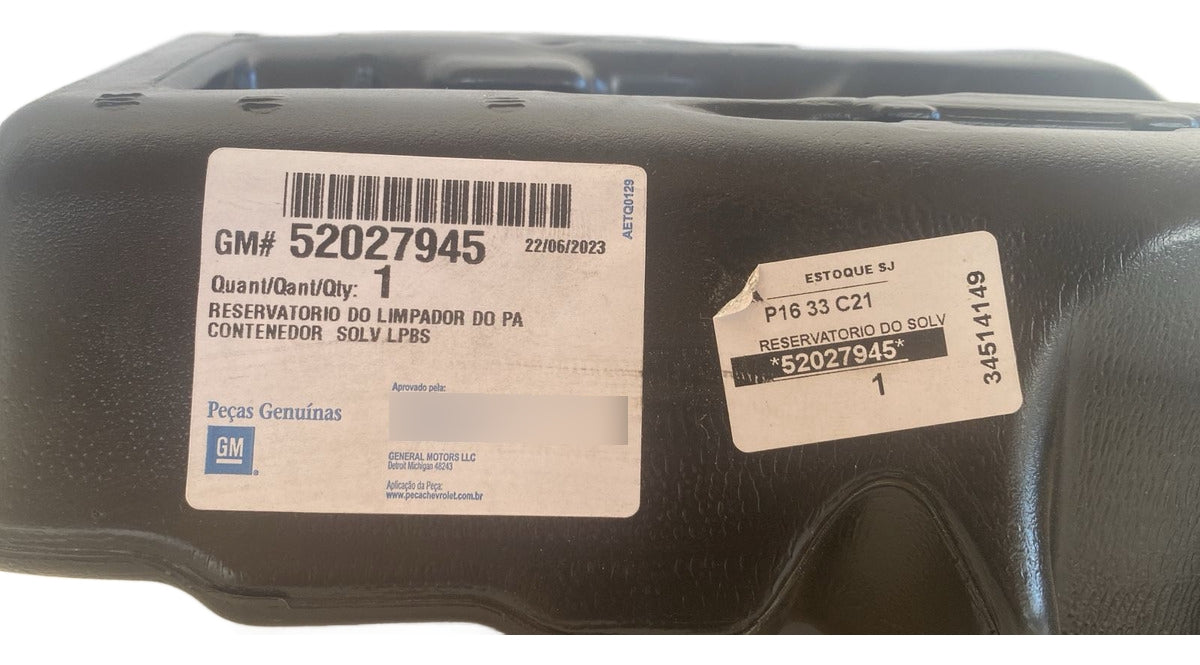 AETQ0129
GM# 52027945 22/06/2023
Quant/Qant/Qty: 1
RESERVATORIO DO LIMPADOR DO PA
CONTENEDOR SOLV LPBS
Aprovado pela:
Peças Genuínas
GM
GENERAL MOTORS LLC
Detroit Michigan 48243
Aplicação da Peça:
www.pecachevrolet.com.br
ESTOQUE SJ
P16 33 C21
RESERVATORIO DO SOLV
*52027945*
1
34514149